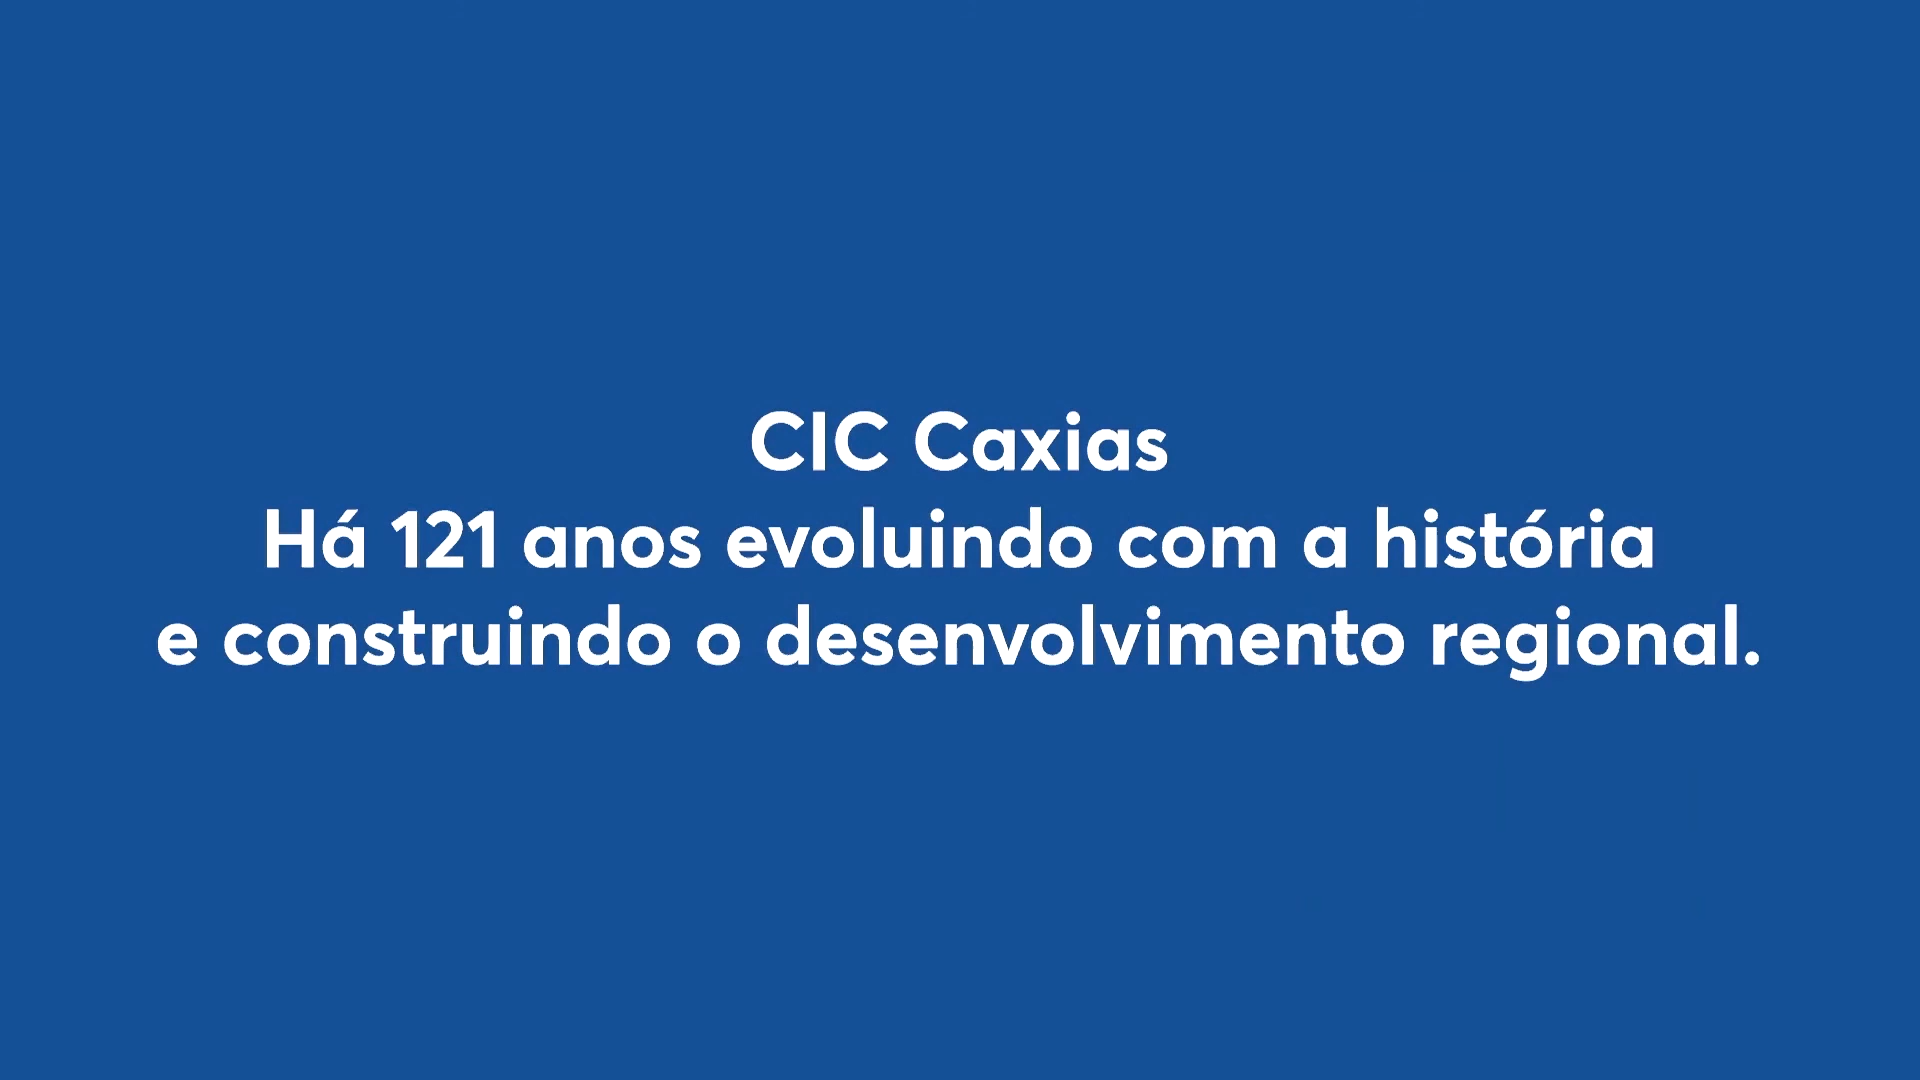 CIC Caxias
Há 121 anos evoluindo com a história
e construindo o desenvolvimento regional.